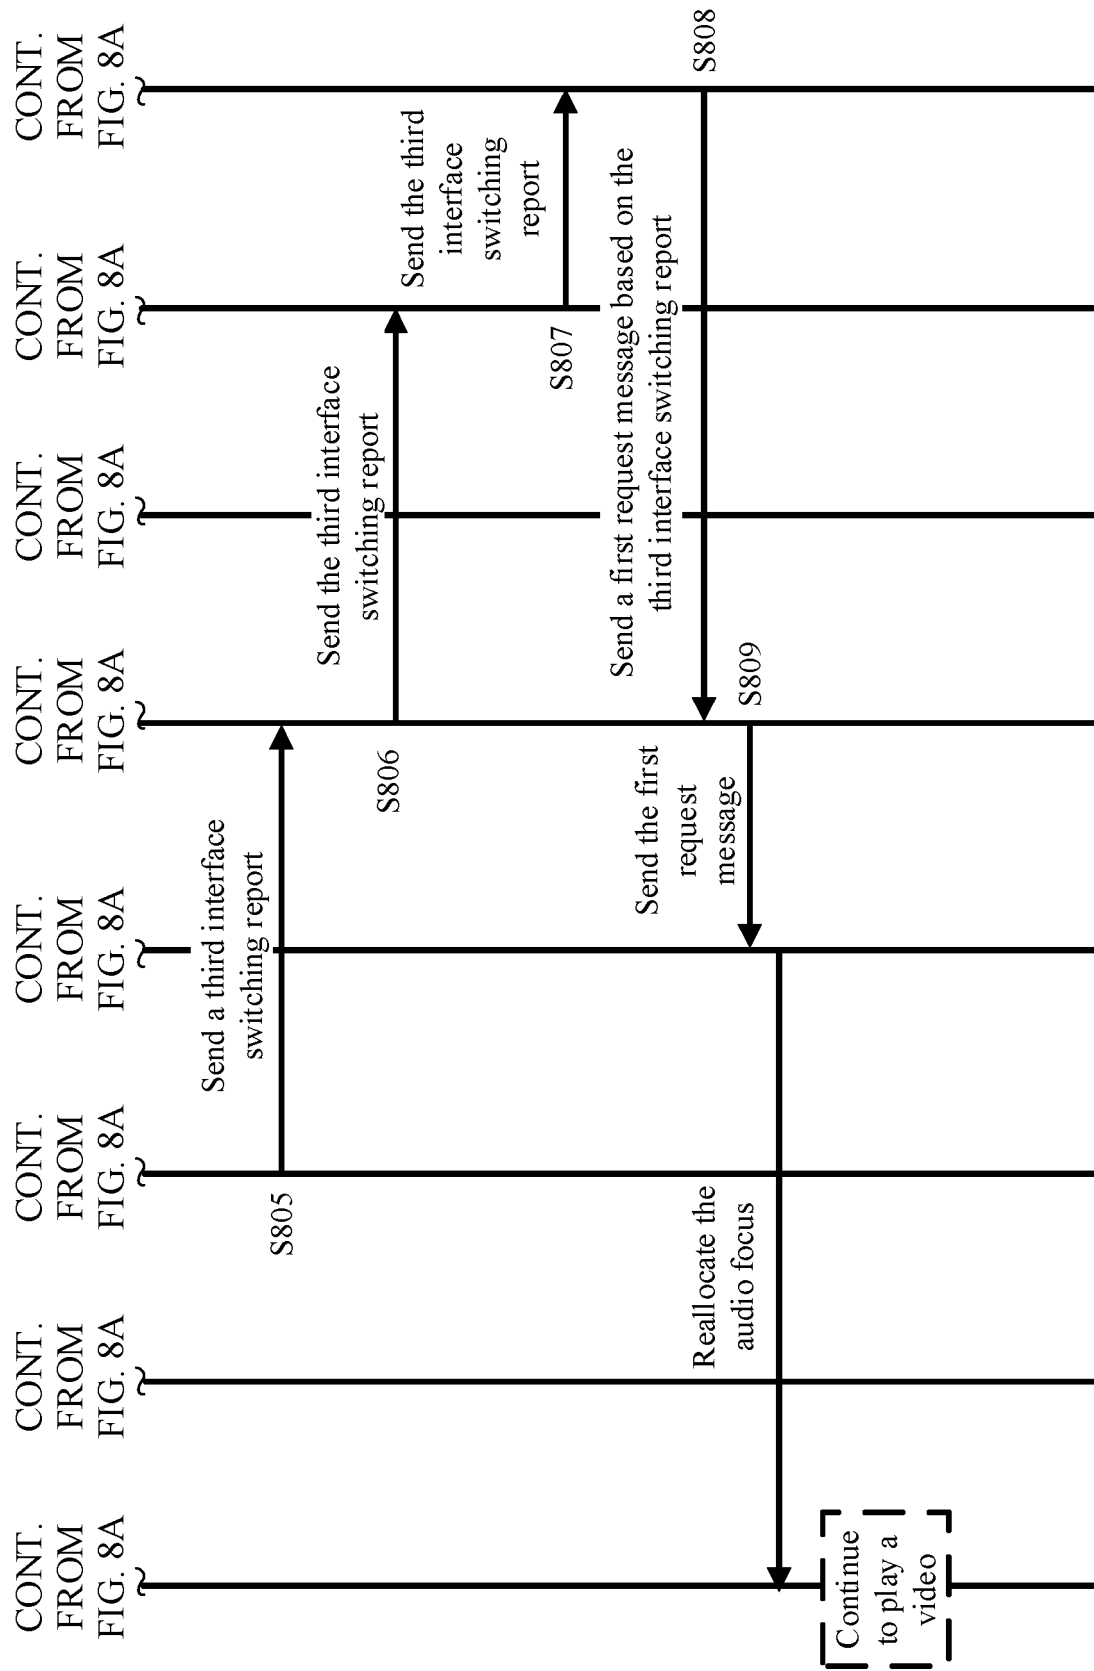 CONT.
FROM
FIG. 8A
CONT.
FROM
FIG. 8A
CONT.
FROM
FIG. 8A
CONT.
FROM
FIG. 8A
CONT.
FROM
FIG. 8A
CONT.
FROM
FIG. 8A
CONT.
FROM
FIG. 8A
CONT.
FROM
FIG. 8A
Send a third interface
switching report
S805
Send the third interface
switching report
S806
Send the third
interface
switching
report
S807
Send a first request message based on the
third interface switching report
S808
Send the first
request
message
S809
Reallocate the
audio focus
Continue
to play a
video